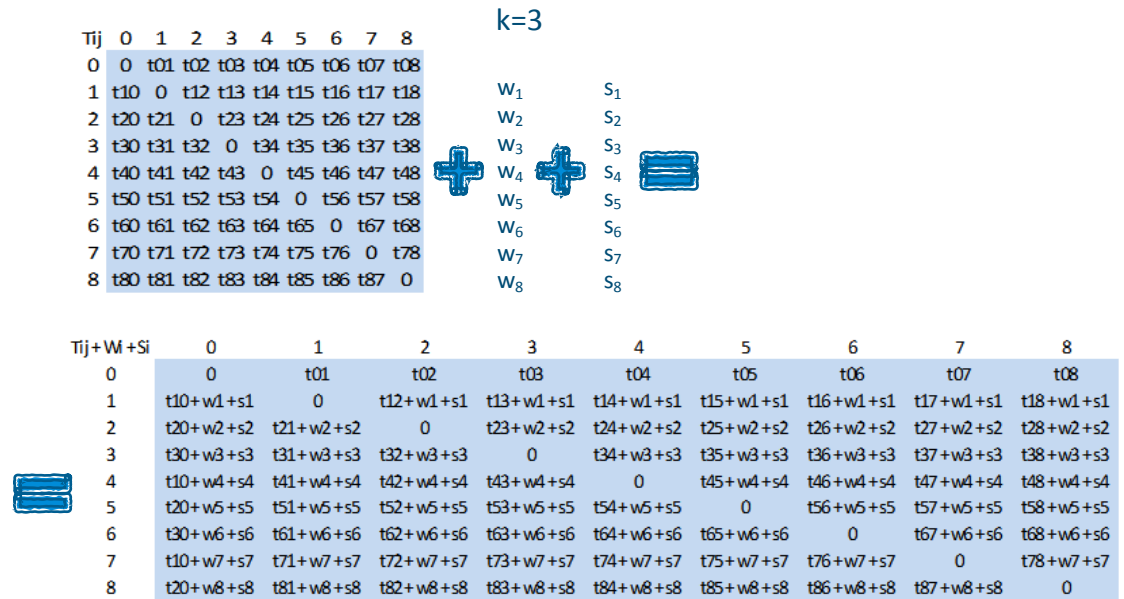 k=3
Tij 0 1 2 3 4 5 6 7 8
0 0 t01 t02 t03 t04 t05 t06 t07 t08
1 t10 0 t12 t13 t14 t15 t16 t17 t18 w₁ s₁
2 t20 t21 0 t23 t24 t25 t26 t27 t28 w₂ s₂
3 t30 t31 t32 0 t34 t35 t36 t37 t38 w₃ s₃
4 t40 t41 t42 t43 0 t45 t46 t47 t48 + w₄ + s₄ =
5 t50 t51 t52 t53 t54 0 t56 t57 t58 w₅ s₅
6 t60 t61 t62 t63 t64 t65 0 t67 t68 w₆ s₆
7 t70 t71 t72 t73 t74 t75 t76 0 t78 w₇ s₇
8 t80 t81 t82 t83 t84 t85 t86 t87 0 w₈ s₈
Tij+Wi+Si 0 1 2 3 4 5 6 7 8
0 0 t01 t02 t03 t04 t05 t06 t07 t08
1 t10+w1+s1 0 t12+w1+s1 t13+w1+s1 t14+w1+s1 t15+w1+s1 t16+w1+s1 t17+w1+s1 t18+w1+s1
2 t20+w2+s2 t21+w2+s2 0 t23+w2+s2 t24+w2+s2 t25+w2+s2 t26+w2+s2 t27+w2+s2 t28+w2+s2
3 t30+w3+s3 t31+w3+s3 t32+w3+s3 0 t34+w3+s3 t35+w3+s3 t36+w3+s3 t37+w3+s3 t38+w3+s3
= 4 t10+w4+s4 t41+w4+s4 t42+w4+s4 t43+w4+s4 0 t45+w4+s4 t46+w4+s4 t47+w4+s4 t48+w4+s4
5 t20+w5+s5 t51+w5+s5 t52+w5+s5 t53+w5+s5 t54+w5+s5 0 t56+w5+s5 t57+w5+s5 t58+w5+s5
6 t30+w6+s6 t61+w6+s6 t62+w6+s6 t63+w6+s6 t64+w6+s6 t65+w6+s6 0 t67+w6+s6 t68+w6+s6
7 t10+w7+s7 t71+w7+s7 t72+w7+s7 t73+w7+s7 t74+w7+s7 t75+w7+s7 t76+w7+s7 0 t78+w7+s7
8 t20+w8+s8 t81+w8+s8 t82+w8+s8 t83+w8+s8 t84+w8+s8 t85+w8+s8 t86+w8+s8 t87+w8+s8 0